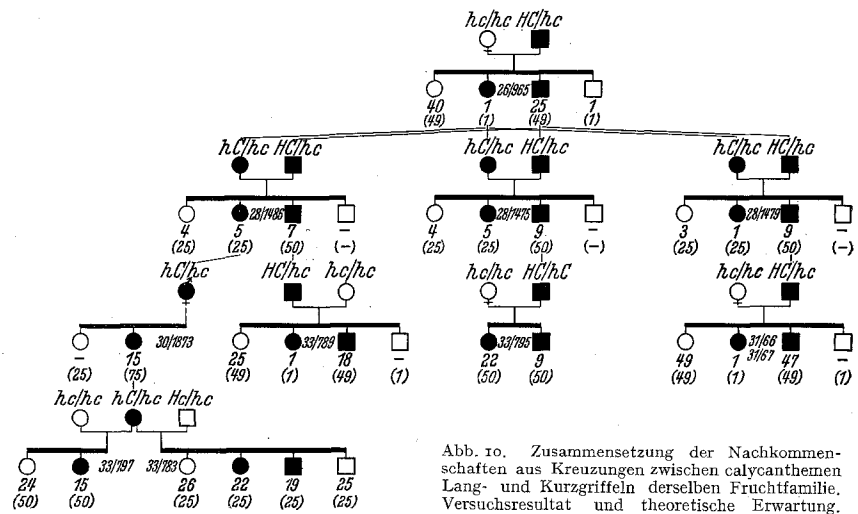 hc/hc HC/hc
26/965
40 1 25 1
(49) (1) (49) (1)
hC/hc HC/hc hC/hc HC/hc hC/hc HC/hc
28/1486 28/1475 28/1479
4 5 7 – 4 5 9 – 3 1 9 –
(25) (25) (50) (–) (25) (25) (50) (–) (25) (25) (50) (–)
hC/hc HC/hc hc/hc hc/hc HC/hC hc/hc HC/hc
30/1873 33/789 33/795 31/66
31/67
– 15 25 1 18 – 22 9 49 1 47 –
(25) (75) (49) (1) (49) (1) (50) (50) (49) (1) (49) (1)
hc/hc hC/hc Hc/hc
33/797 33/783
24 15 26 22 19 25
(50) (50) (25) (25) (25) (25)
Abb. 10. Zusammensetzung der Nachkommen-
schaften aus Kreuzungen zwischen calycanthemen
Lang- und Kurzgriffeln derselben Fruchtfamilie.
Versuchsresultat und theoretische Erwartung.